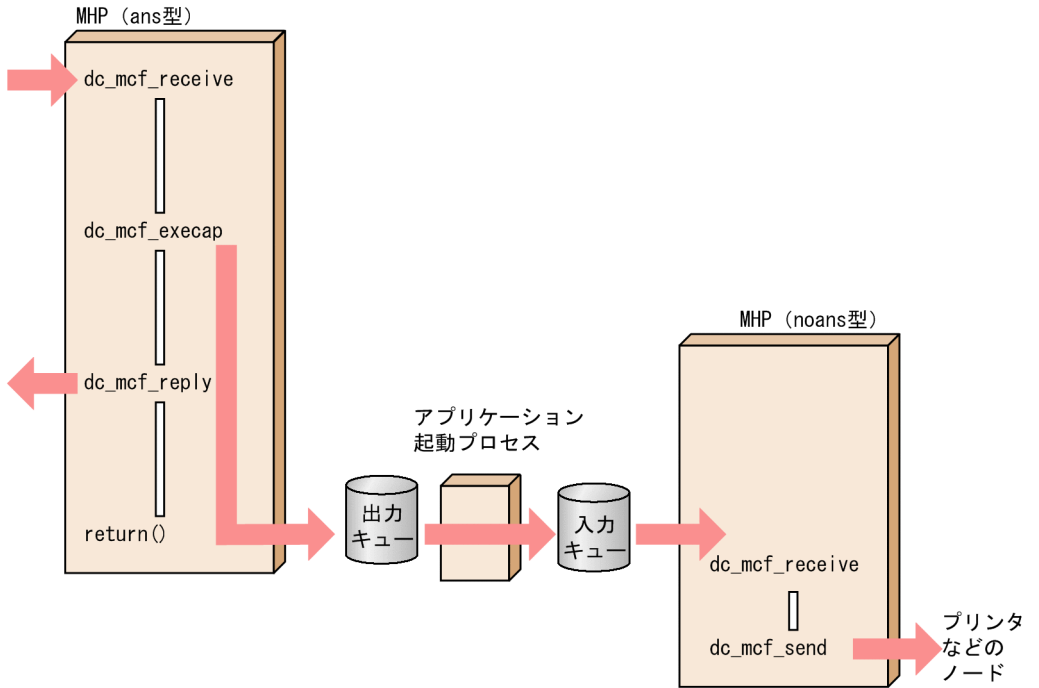 MHP（ans型）
dc_mcf_receive
dc_mcf_execap
dc_mcf_reply
return()
アプリケーション
起動プロセス
出力
キュー
入力
キュー
MHP（noans型）
dc_mcf_receive
dc_mcf_send
プリンタ
などの
ノード